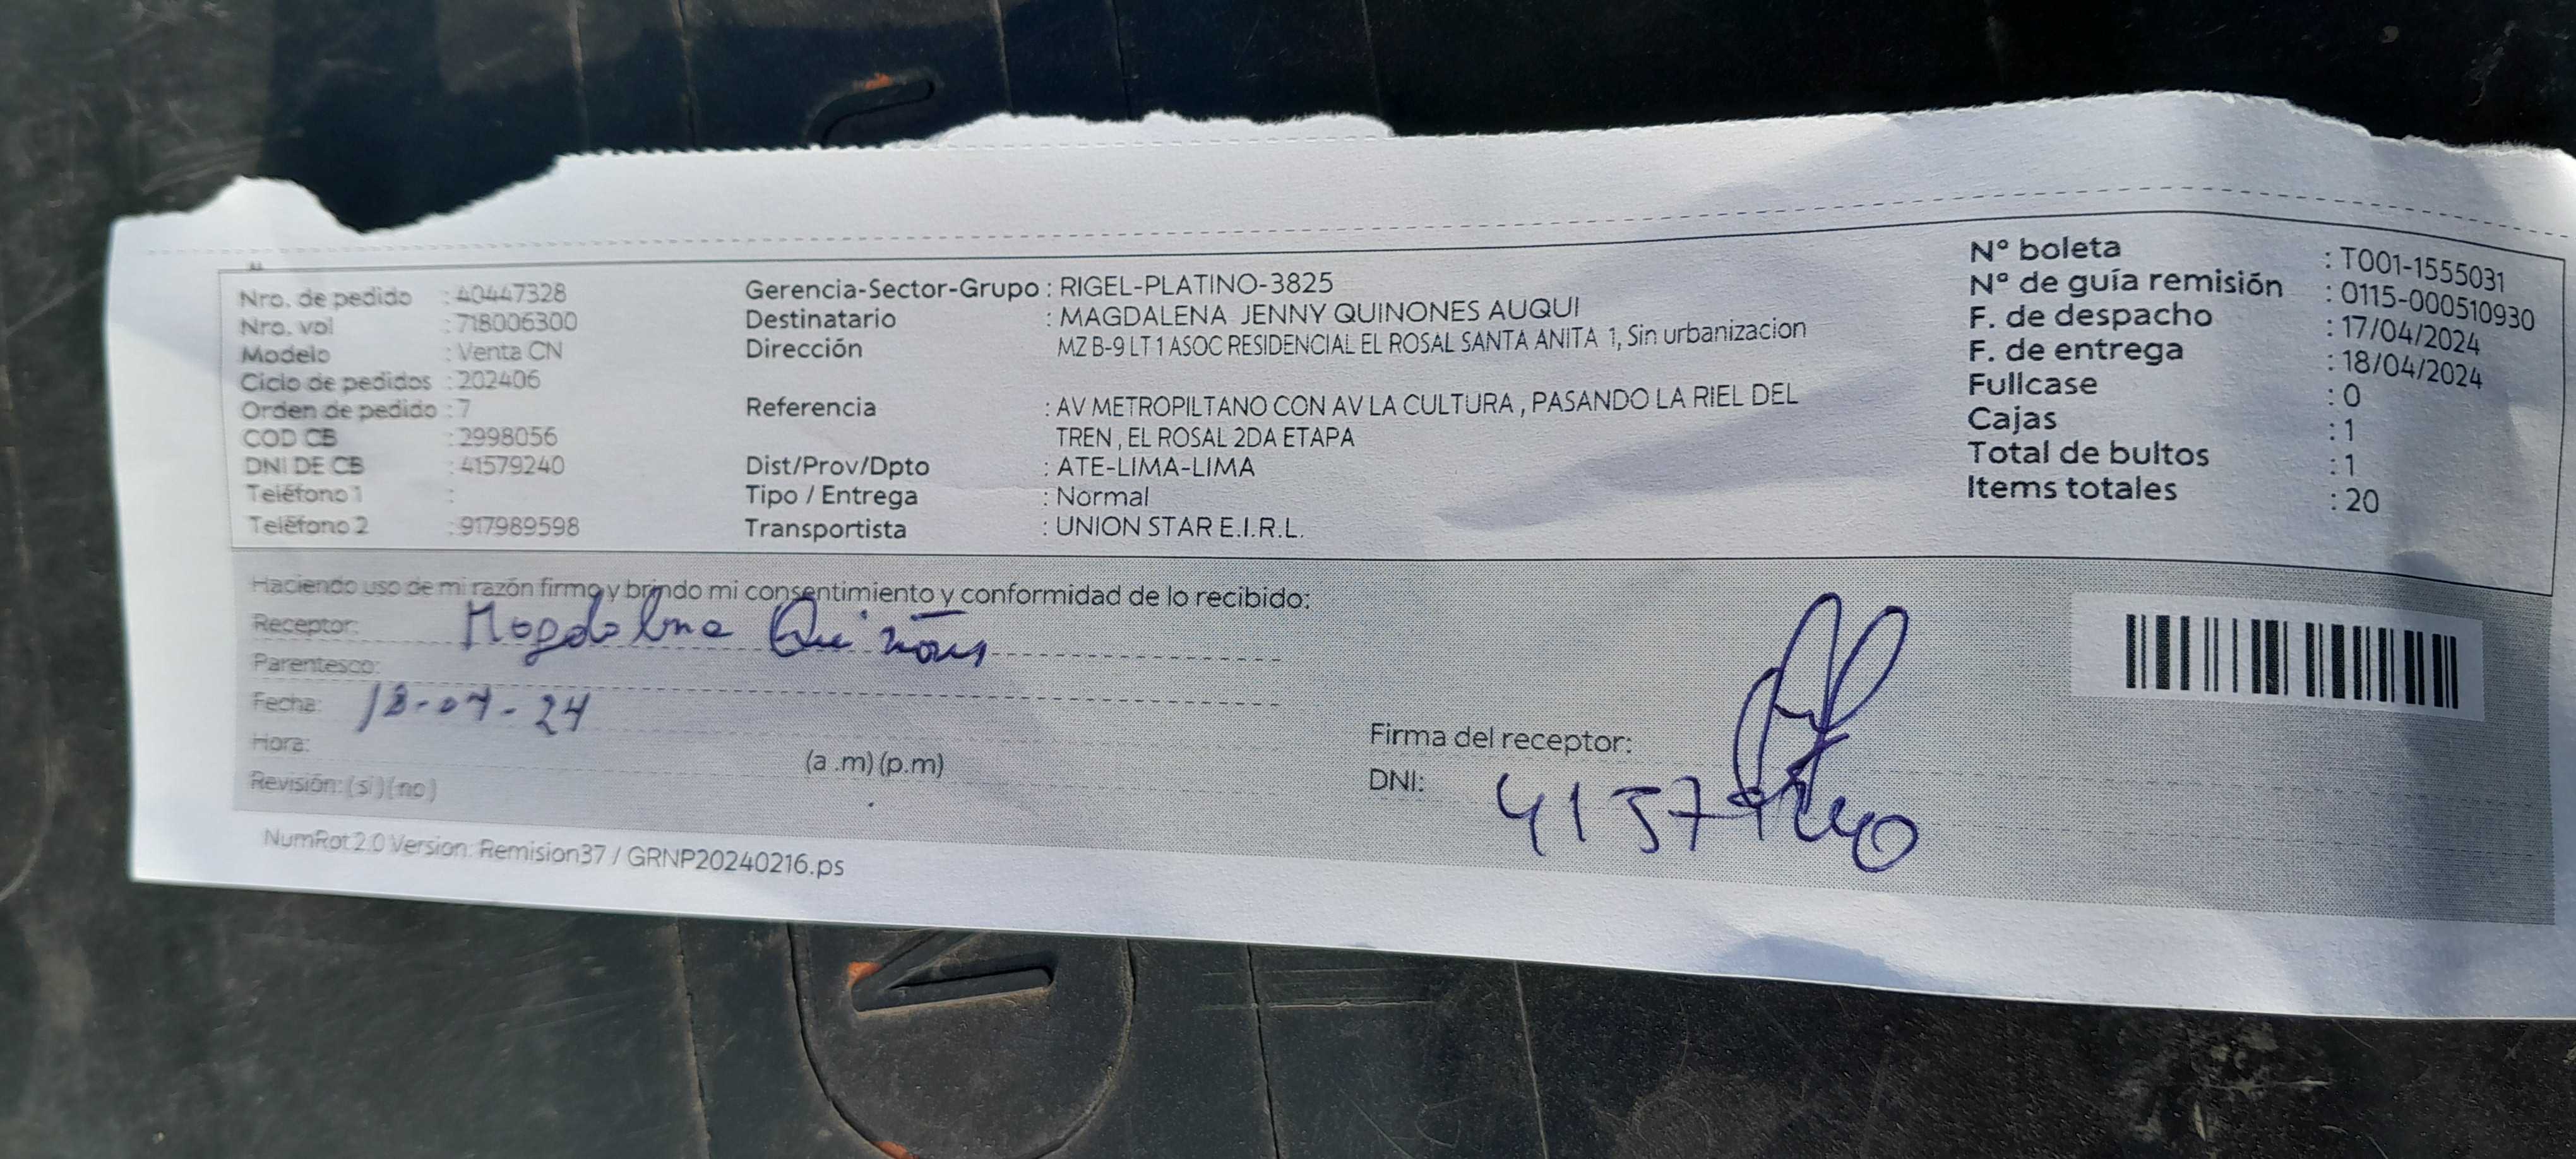 Nro. de pedido : 40447328
Nro. vol : 718006300
Modelo : Venta CN
Ciclo de pedidos : 202406
Orden de pedido : 7
COD CB : 2998056
DNI DE CB : 41579240
Teléfono 1 :
Teléfono 2 : 917989598
Gerencia-Sector-Grupo : RIGEL-PLATINO-3825
Destinatario : MAGDALENA JENNY QUINONES AUQUI
Dirección MZ B-9 LT 1 ASOC RESIDENCIAL EL ROSAL SANTA ANITA 1, Sin urbanizacion
Referencia : AV METROPILTANO CON AV LA CULTURA , PASANDO LA RIEL DEL
TREN , EL ROSAL 2DA ETAPA
Dist/Prov/Dpto : ATE-LIMA-LIMA
Tipo / Entrega : Normal
Transportista : UNION STAR E.I.R.L.
Nº boleta : T001-1555031
Nº de guía remisión : 0115-000510930
F. de despacho : 17/04/2024
F. de entrega : 18/04/2024
Fullcase : 0
Cajas : 1
Total de bultos : 1
Items totales : 20
Haciendo uso de mi razón firmo y brindo mi consentimiento y conformidad de lo recibido:
Receptor: Magdalena Quiñones
Parentesco:
Fecha: 18-04-24
Hora: (a .m) (p.m)
Revisión: (si) (no)
Firma del receptor:
DNI: 41579240
NumRot 2.0 Version: Remision37 / GRNP20240216.ps